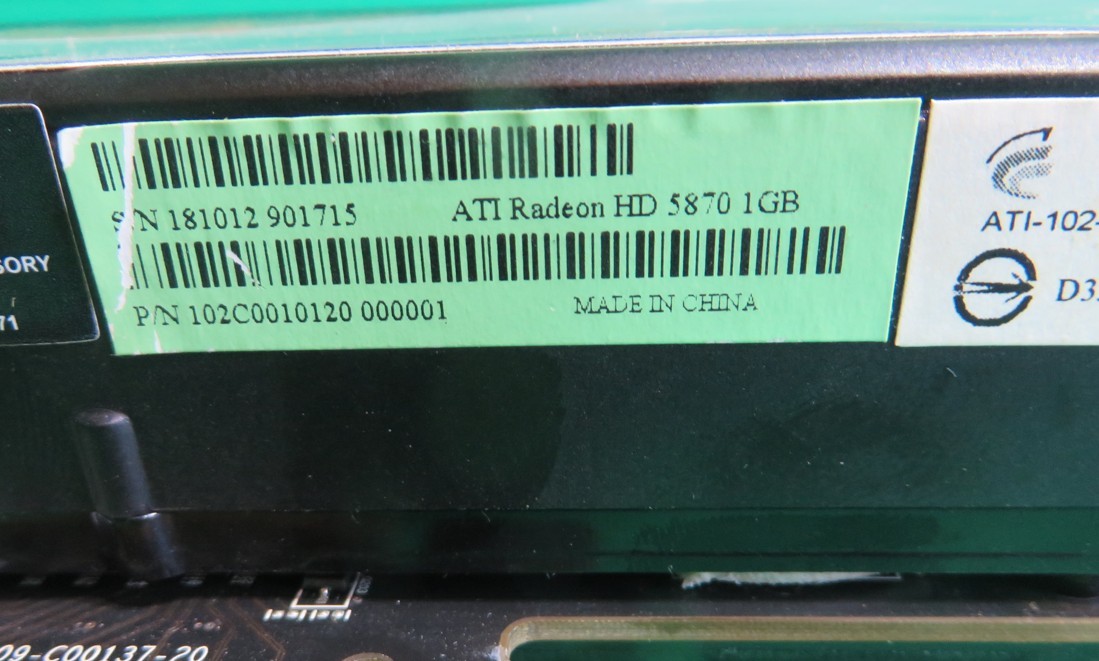 S/N 181012 901715
ATI Radeon HD 5870 1GB
P/N 102C0010120 000001
MADE IN CHINA
SORY
71
ATI-102-
D3
09-C00137-20